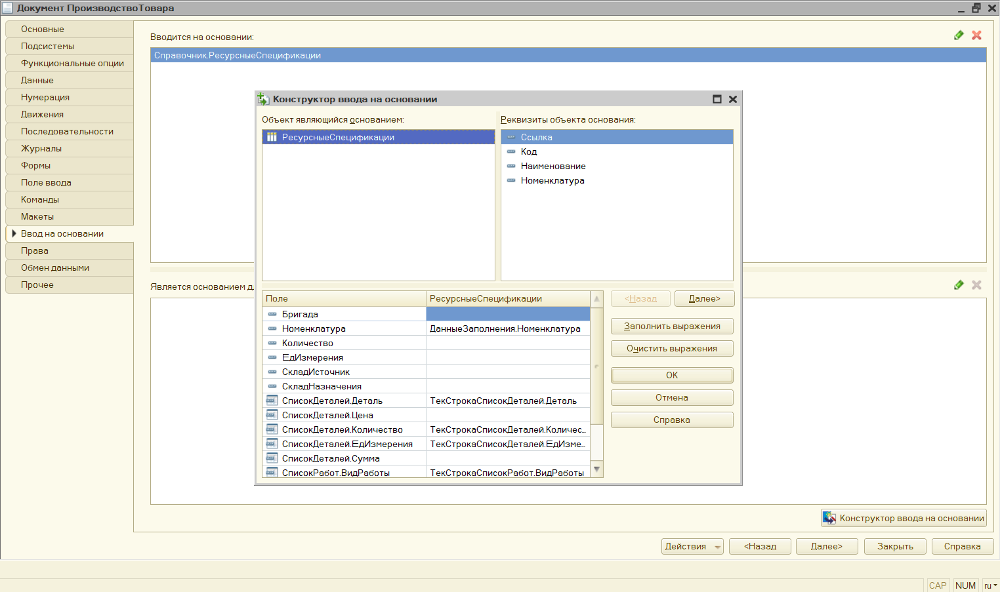 Документ ПроизводствоТовара
Основные
Подсистемы
Функциональные опции
Данные
Нумерация
Движения
Последовательности
Журналы
Формы
Поле ввода
Команды
Макеты
Ввод на основании
Права
Обмен данными
Прочее
Вводится на основании:
Справочник.РесурсныеСпецификации
Конструктор ввода на основании
Объект являющийся основанием:
Реквизиты объекта основания:
РесурсныеСпецификации
Ссылка
Код
Наименование
Номенклатура
Является основанием д
Поле РесурсныеСпецификации
Бригада
Номенклатура ДанныеЗаполнения.Номенклатура
Количество
ЕдИзмерения
СкладИсточник
СкладНазначения
СписокДеталей.Деталь ТекСтрокаСписокДеталей.Деталь
СписокДеталей.Цена
СписокДеталей.Количество ТекСтрокаСписокДеталей.Количес...
СписокДеталей.ЕдИзмерения ТекСтрокаСписокДеталей.ЕдИзме...
СписокДеталей.Сумма
СписокРабот.ВидРаботы ТекСтрокаСписокРабот.ВидРаботы
<Назад Далее>
Заполнить выражения
Очистить выражения
ОК
Отмена
Справка
Конструктор ввода на основании
Действия <Назад Далее> Закрыть Справка
CAP NUM ru